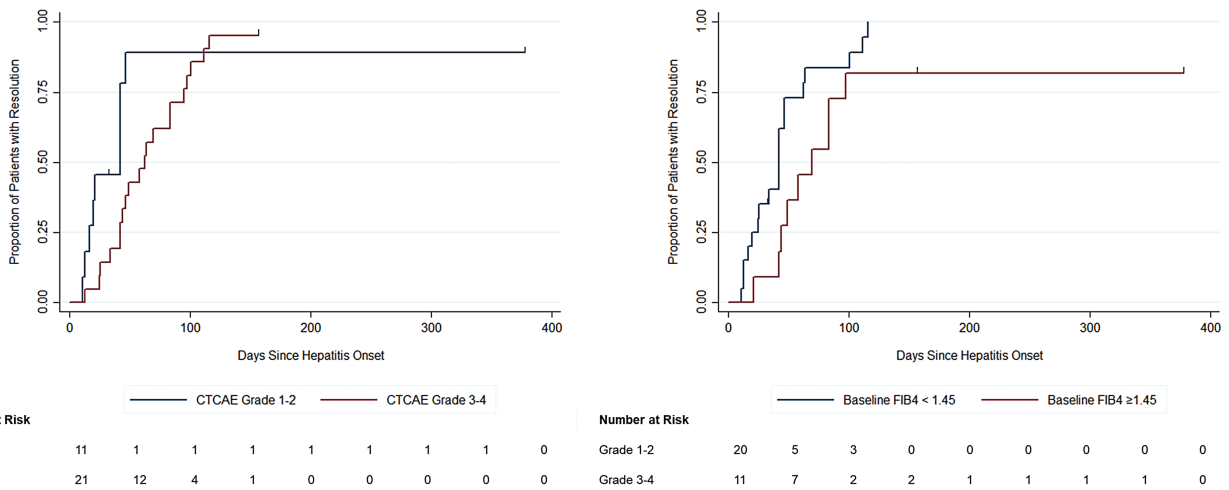 Proportion of Patients with Resolution
1.00
0.75
0.50
0.25
0.00
0 100 200 300 400
Days Since Hepatitis Onset
CTCAE Grade 1-2 CTCAE Grade 3-4
t Risk
11 1 1 1 1 1 1 1 0
21 12 4 1 0 0 0 0 0
Proportion of Patients with Resolution
1.00
0.75
0.50
0.25
0.00
0 100 200 300 400
Days Since Hepatitis Onset
Baseline FIB4 < 1.45 Baseline FIB4 ≥1.45
Number at Risk
Grade 1-2 20 5 3 0 0 0 0 0 0
Grade 3-4 11 7 2 2 1 1 1 1 0